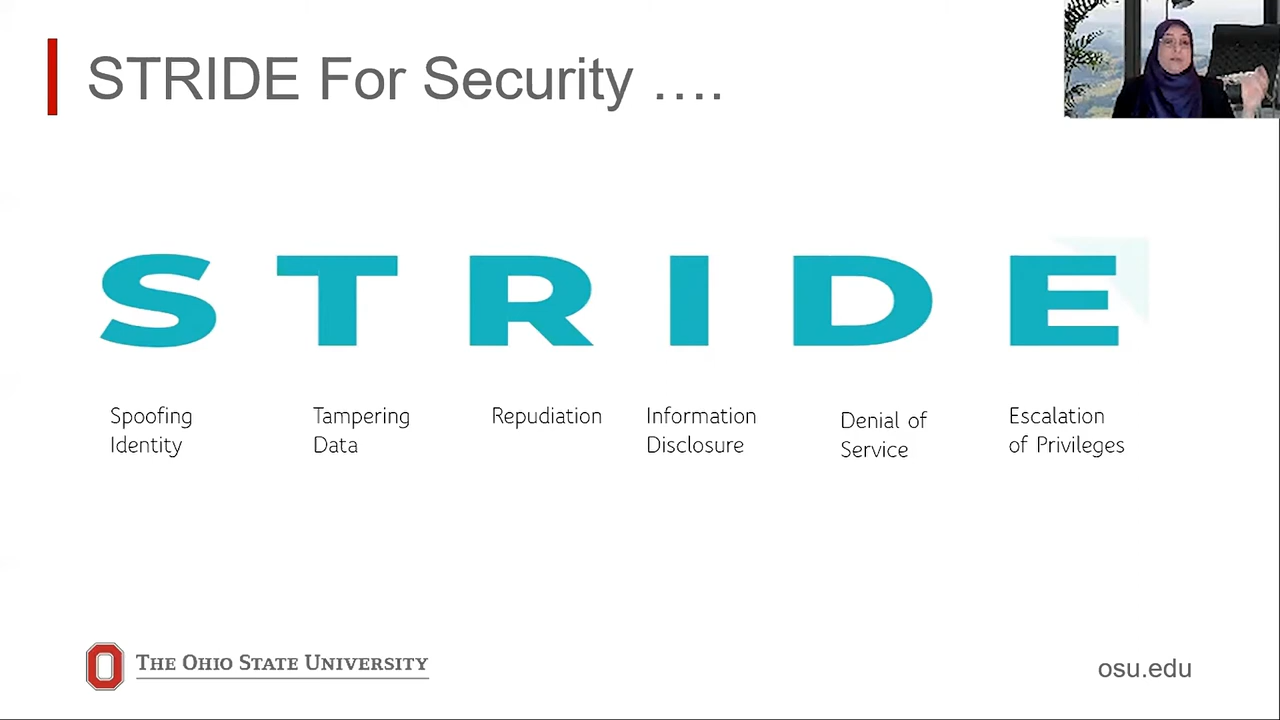 STRIDE For Security ....
STRIDE
Spoofing
Identity
Tampering
Data
Repudiation
Information
Disclosure
Denial of
Service
Escalation
of Privileges
THE OHIO STATE UNIVERSITY
osu.edu